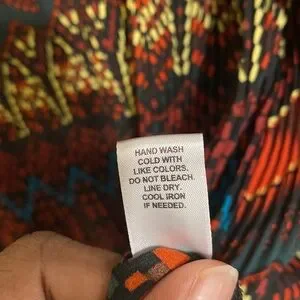 HAND WASH
COLD WITH
LIKE COLORS.
DO NOT BLEACH.
LINE DRY.
COOL IRON
IF NEEDED.